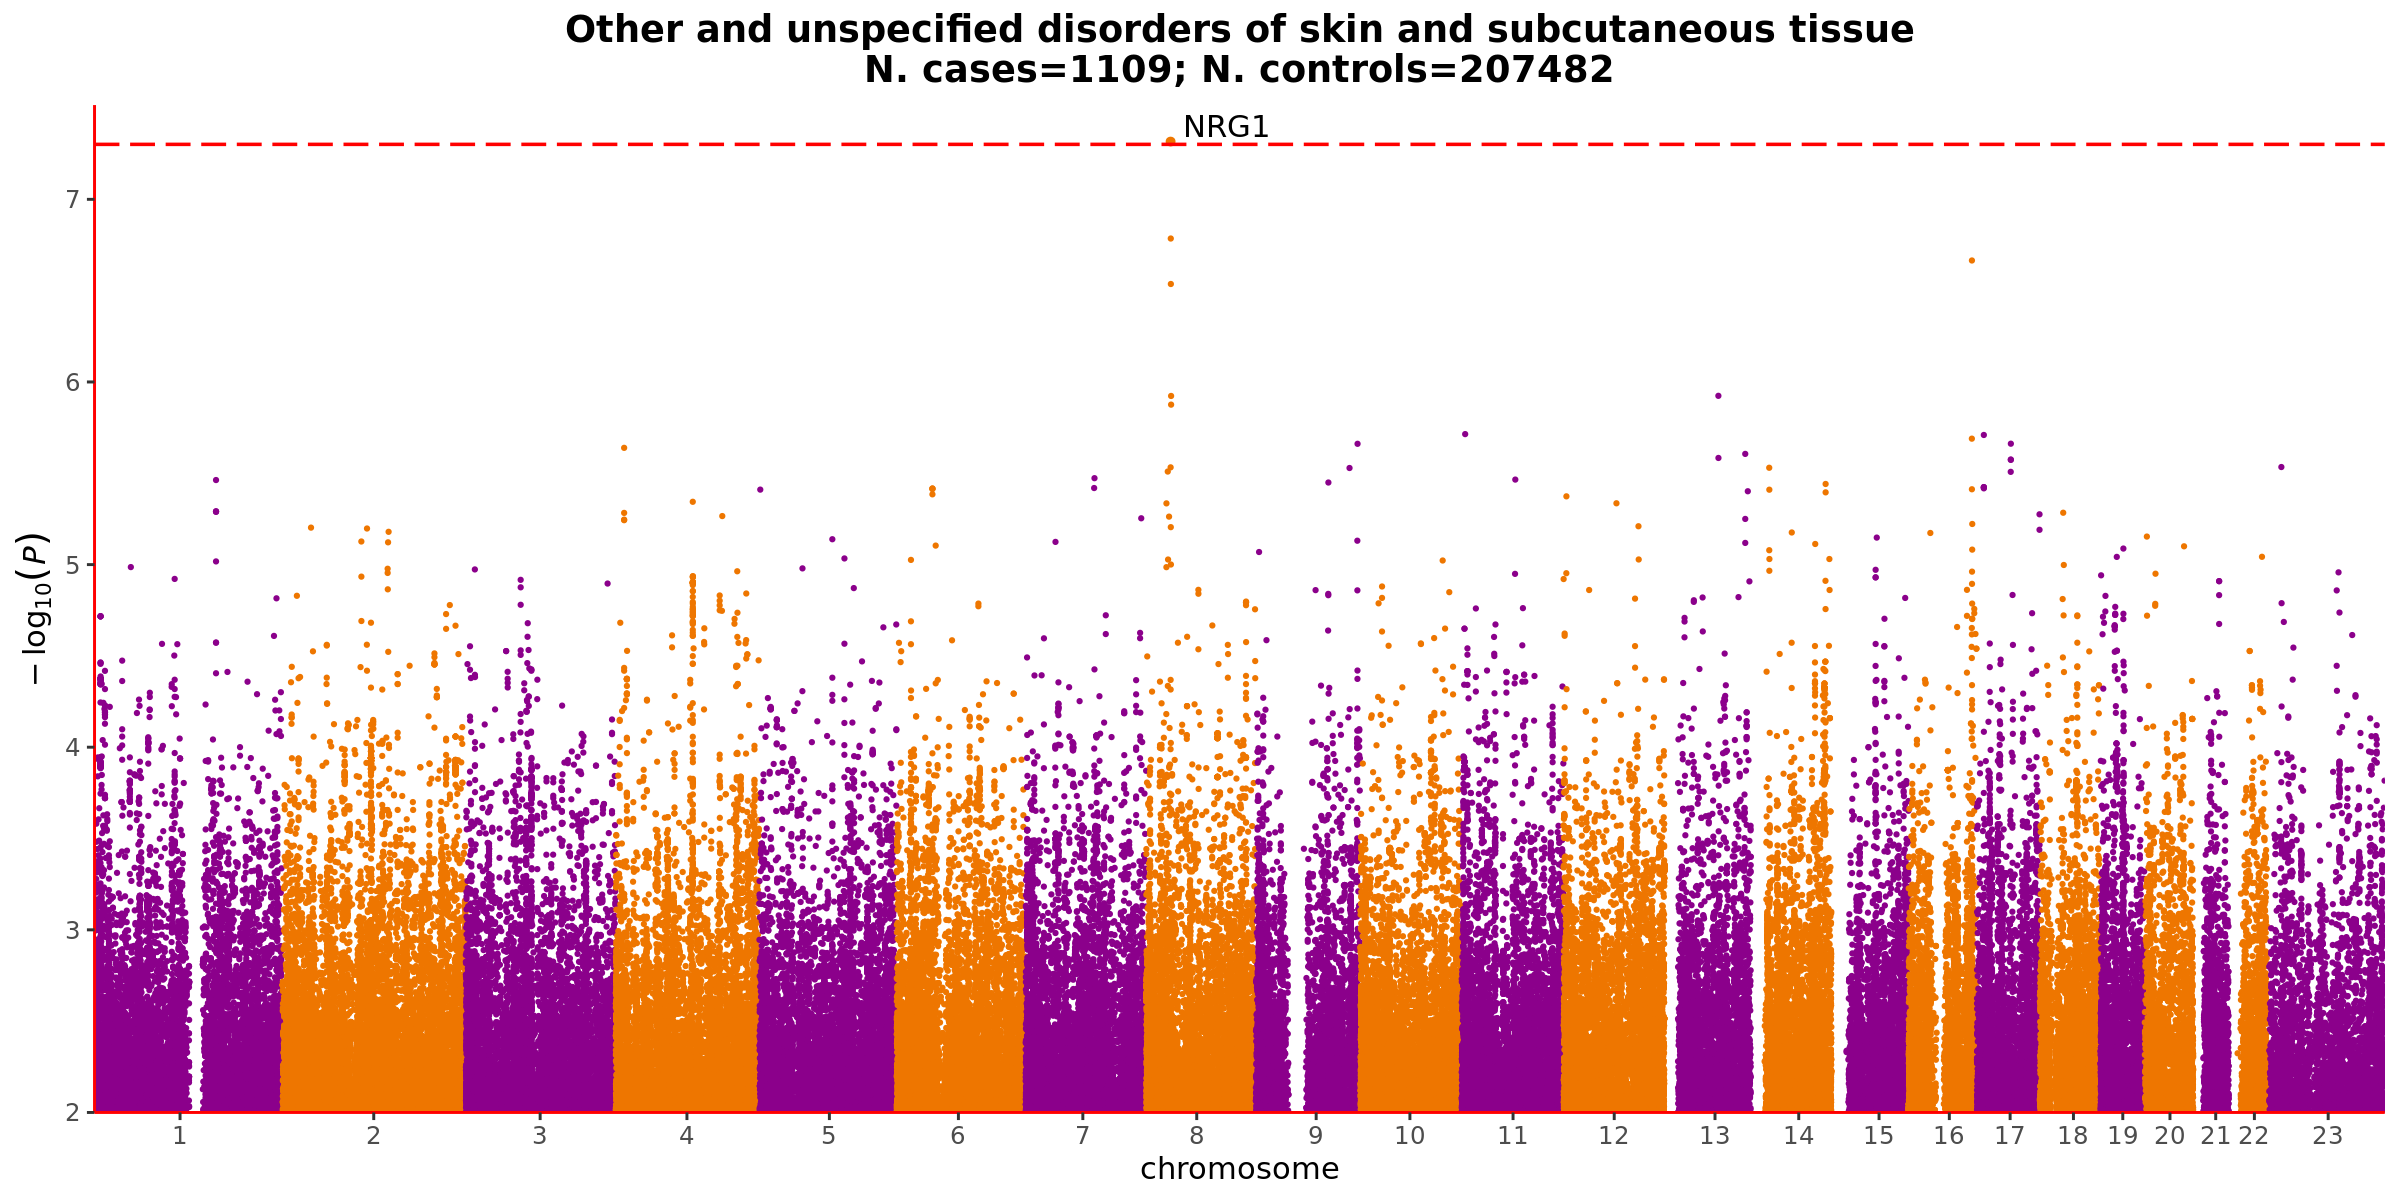 Other and unspecified disorders of skin and subcutaneous tissue
N. cases=1109; N. controls=207482
NRG1
7
6
5
4
3
2
−log10(P)
1 2 3 4 5 6 7 8 9 10 11 12 13 14 15 16 17 18 19 20 21 22 23
chromosome